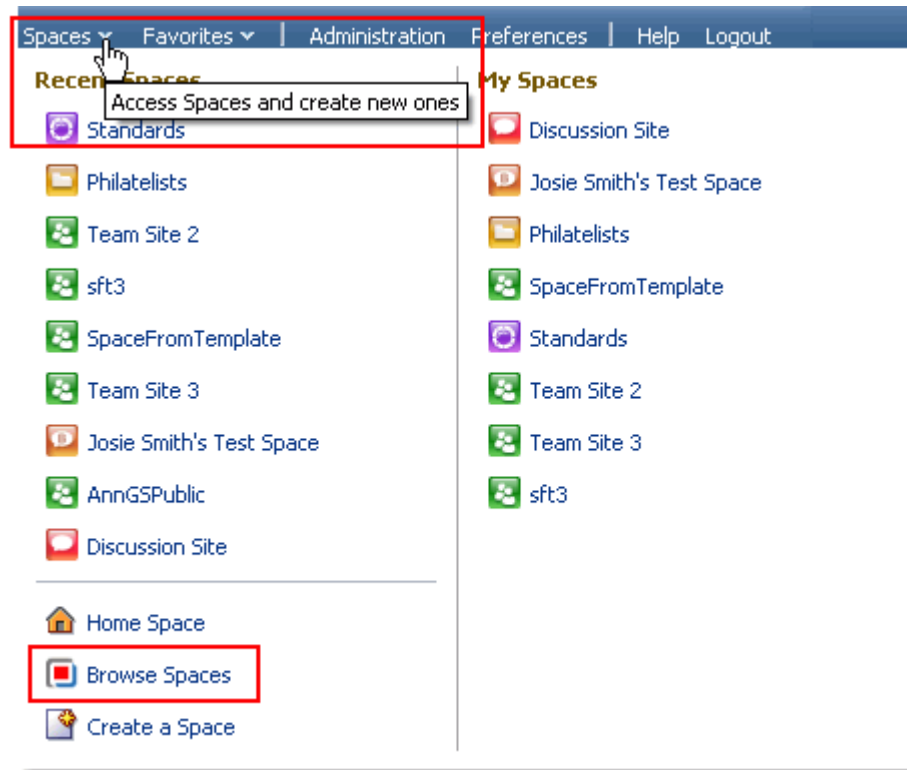 Spaces Favorites | Administration Preferences | Help Logout
Access Spaces and create new ones
Recent Spaces
Standards
Philatelists
Team Site 2
sft3
SpaceFromTemplate
Team Site 3
Josie Smith's Test Space
AnnGSPublic
Discussion Site
Home Space
Browse Spaces
Create a Space
My Spaces
Discussion Site
Josie Smith's Test Space
Philatelists
SpaceFromTemplate
Standards
Team Site 2
Team Site 3
sft3